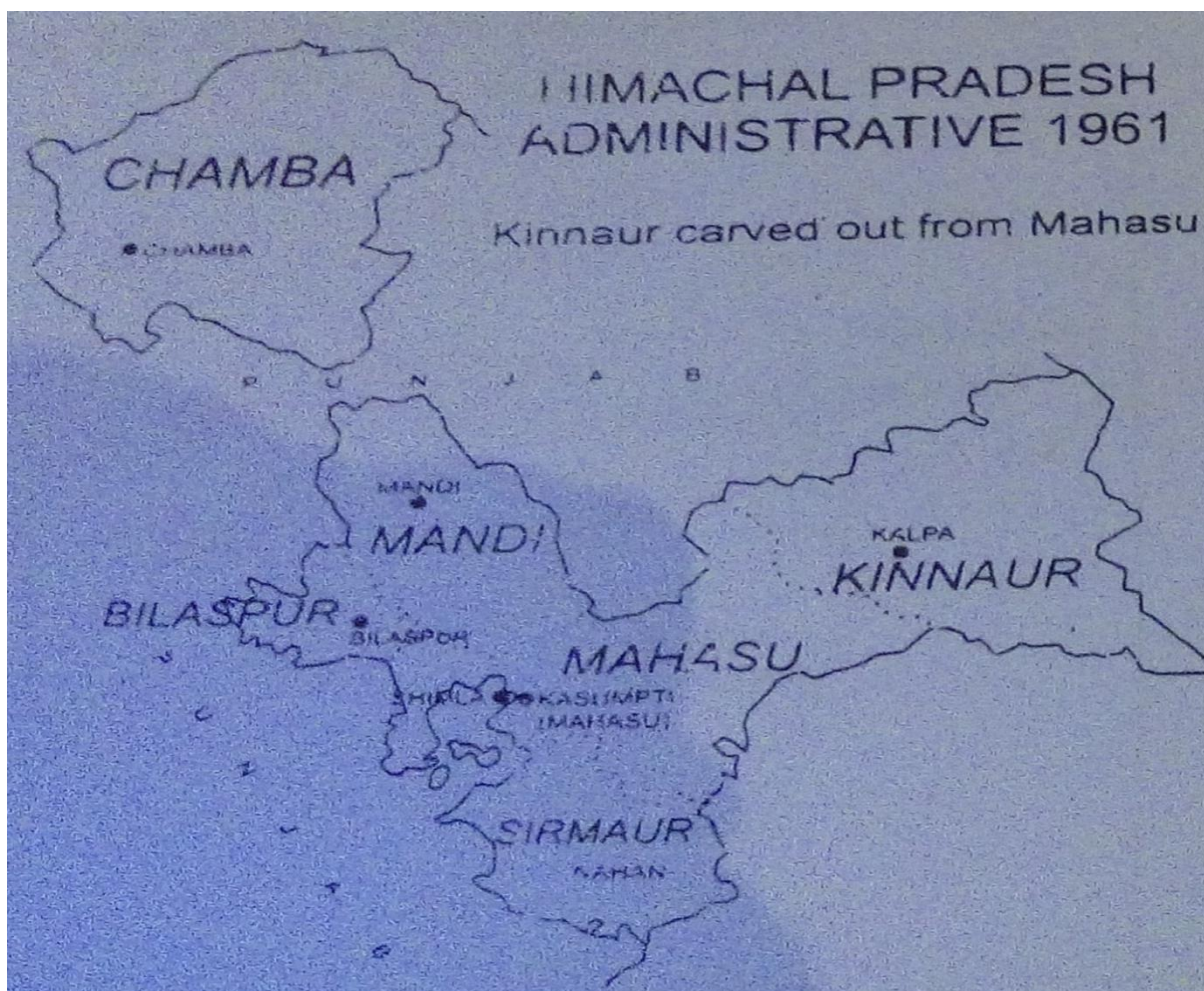 HIMACHAL PRADESH
ADMINISTRATIVE 1961
Kinnaur carved out from Mahasu
CHAMBA
CHAMBA
P U N J A B
MANDI
MANDI
KALPA
KINNAUR
BILASPUR
BILASPUR
MAHASU
SHIMLA KASUMPTI
(MAHASU)
SIRMAUR
NAHAN
P U N J A B